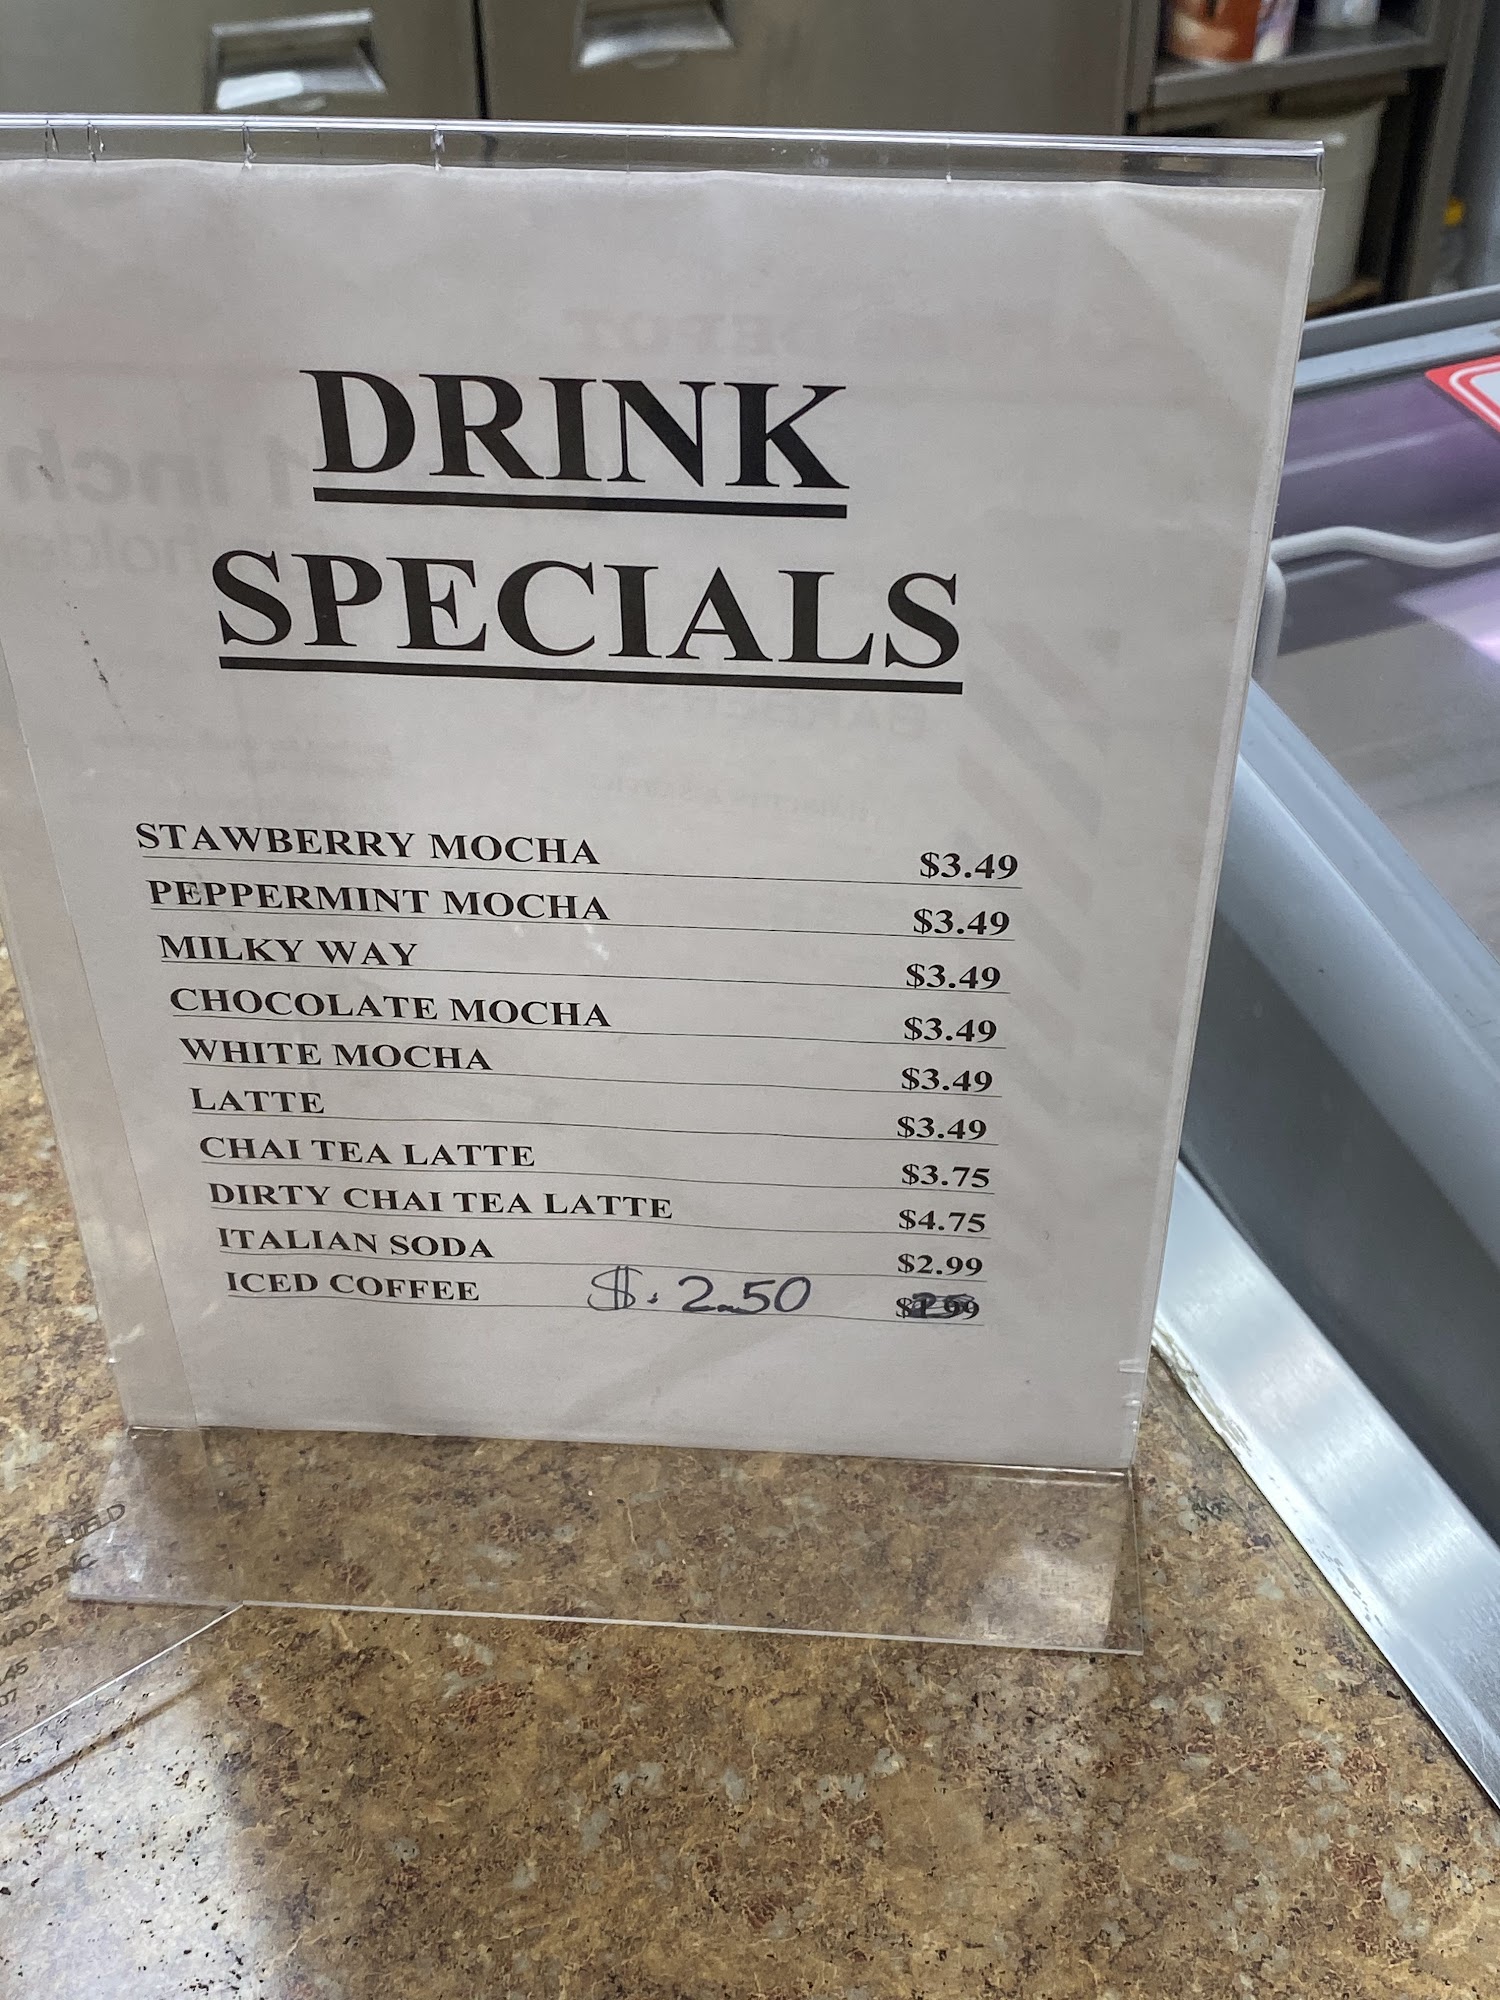 DRINK
SPECIALS
STAWBERRY MOCHA $3.49
PEPPERMINT MOCHA $3.49
MILKY WAY $3.49
CHOCOLATE MOCHA $3.49
WHITE MOCHA $3.49
LATTE $3.49
CHAI TEA LATTE $3.75
DIRTY CHAI TEA LATTE $4.75
ITALIAN SODA $2.99
ICED COFFEE $.2.50